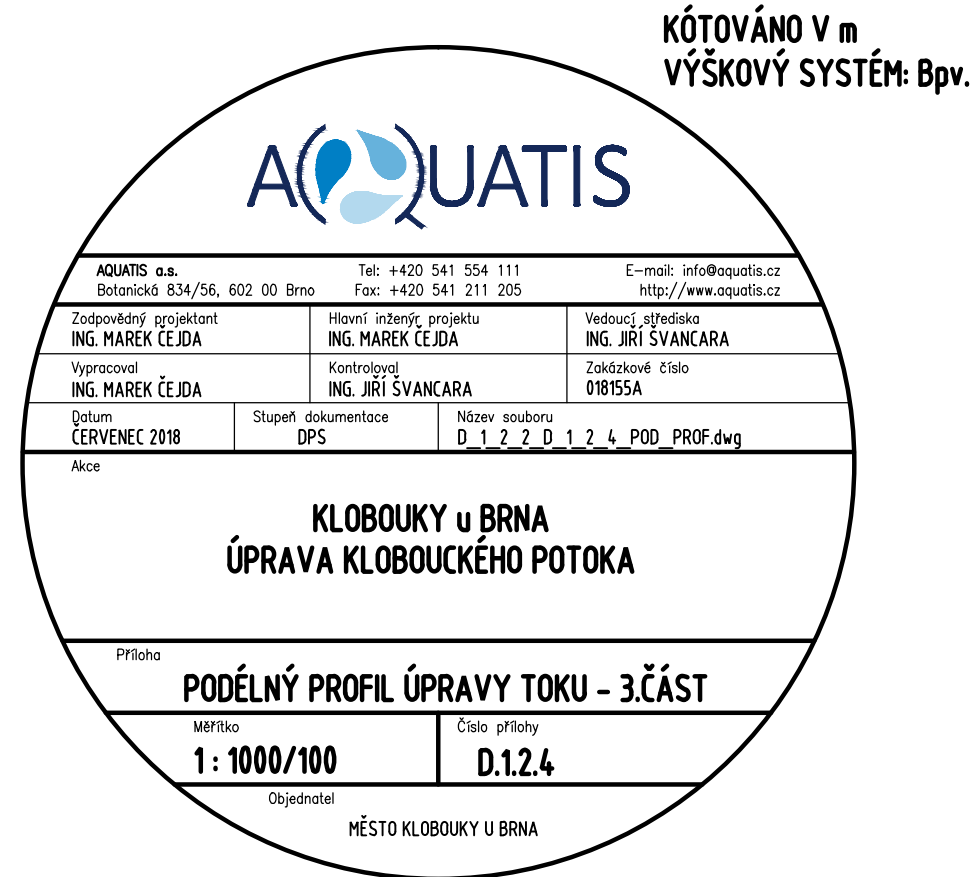 KÓTOVÁNO V m
VÝŠKOVÝ SYSTÉM: Bpv.
AQUATIS
AQUATIS a.s.
Botanická 834/56, 602 00 Brno
Tel: +420 541 554 111
Fax: +420 541 211 205
E-mail: info@aquatis.cz
http://www.aquatis.cz
Zodpovědný projektant
ING. MAREK ČEJDA
Hlavní inženýr projektu
ING. MAREK ČEJDA
Vedoucí střediska
ING. JIŘÍ ŠVANCARA
Vypracoval
ING. MAREK ČEJDA
Kontroloval
ING. JIŘÍ ŠVANCARA
Zakázkové číslo
018155A
Datum
ČERVENEC 2018
Stupeň dokumentace
DPS
Název souboru
D_1_2_2_D_1_2_4_POD_PROF.dwg
Akce
KLOBOUKY u BRNA
ÚPRAVA KLOBOUCKÉHO POTOKA
Příloha
PODÉLNÝ PROFIL ÚPRAVY TOKU - 3.ČÁST
Měřítko
1 : 1000/100
Číslo přílohy
D.1.2.4
Objednatel
MĚSTO KLOBOUKY U BRNA